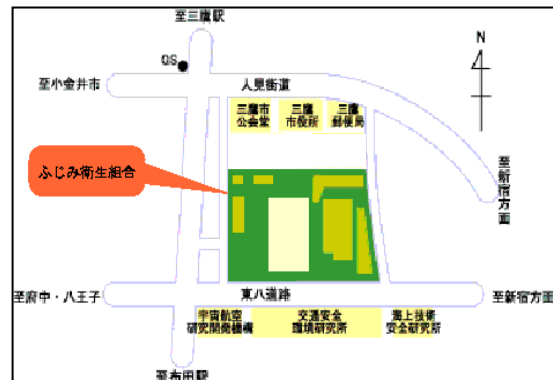 至三鷹駅
GS
N
至小金井市
人見街道
三鷹市
公会堂
三鷹
市役所
三鷹
郵便局
ふじみ衛生組合
至新宿方面
東八道路
至府中・八王子
至新宿方面
宇宙航空
研究開発機構
交通安全
環境研究所
海上技術
安全研究所
至布田駅